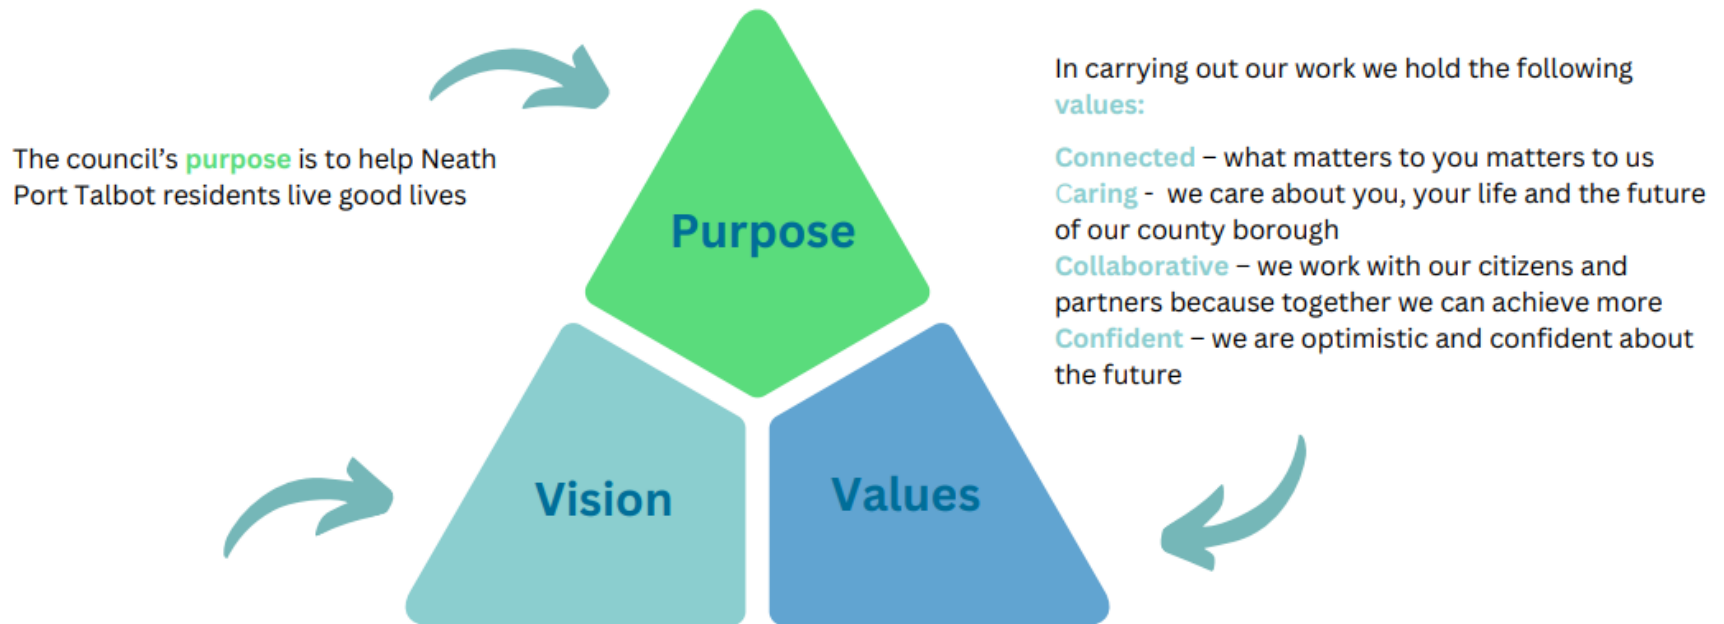 The council’s purpose is to help Neath
Port Talbot residents live good lives
Purpose
In carrying out our work we hold the following
values:
Connected – what matters to you matters to us
Caring - we care about you, your life and the future
of our county borough
Collaborative – we work with our citizens and
partners because together we can achieve more
Confident – we are optimistic and confident about
the future
Vision
Values